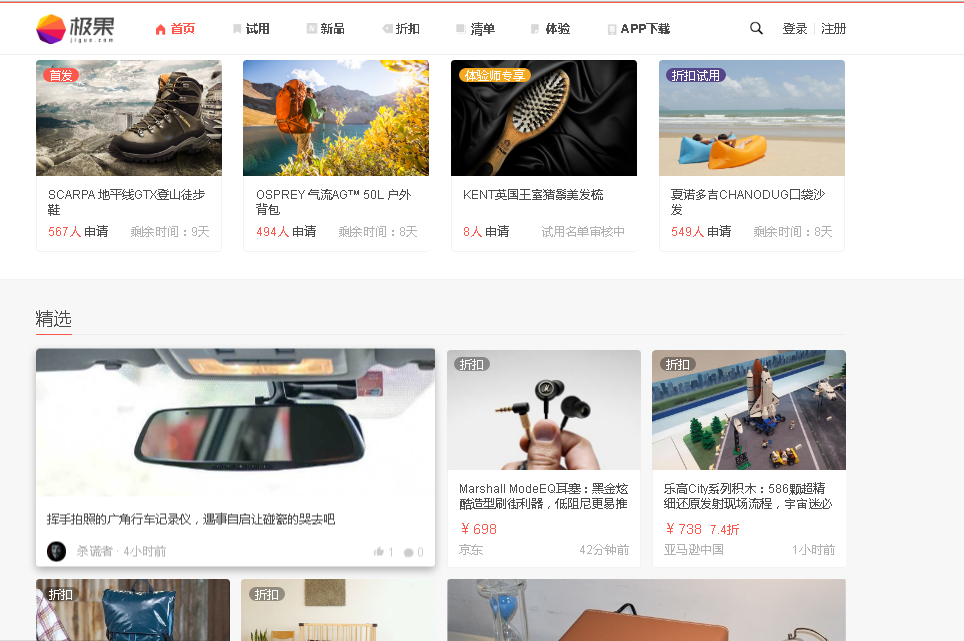 极果
jiguo.com
首页
试用
新品
折扣
清单
体验
APP下载
登录
注册
首发
体验师专享
折扣试用
SCARPA 地平线GTX登山徒步
鞋
567人 申请
剩余时间：9天
OSPREY 气流AG™ 50L 户外
背包
494人 申请
剩余时间：8天
KENT英国王室猪鬃美发梳
8人 申请
试用名单审核中
夏诺多吉CHANODUG口袋沙
发
549人 申请
剩余时间：8天
精选
挥手拍照的广角行车记录仪，遇事自启让碰瓷的哭去吧
杀谎者 · 4小时前
1
0
折扣
Marshall ModeEQ耳塞：黑金炫
酷造型刷街利器，低阻尼更易推
￥698
京东
42分钟前
折扣
乐高City系列积木：586颗超精
细还原发射现场流程，宇宙迷必
￥738 7.4折
亚马逊中国
1小时前
折扣
折扣